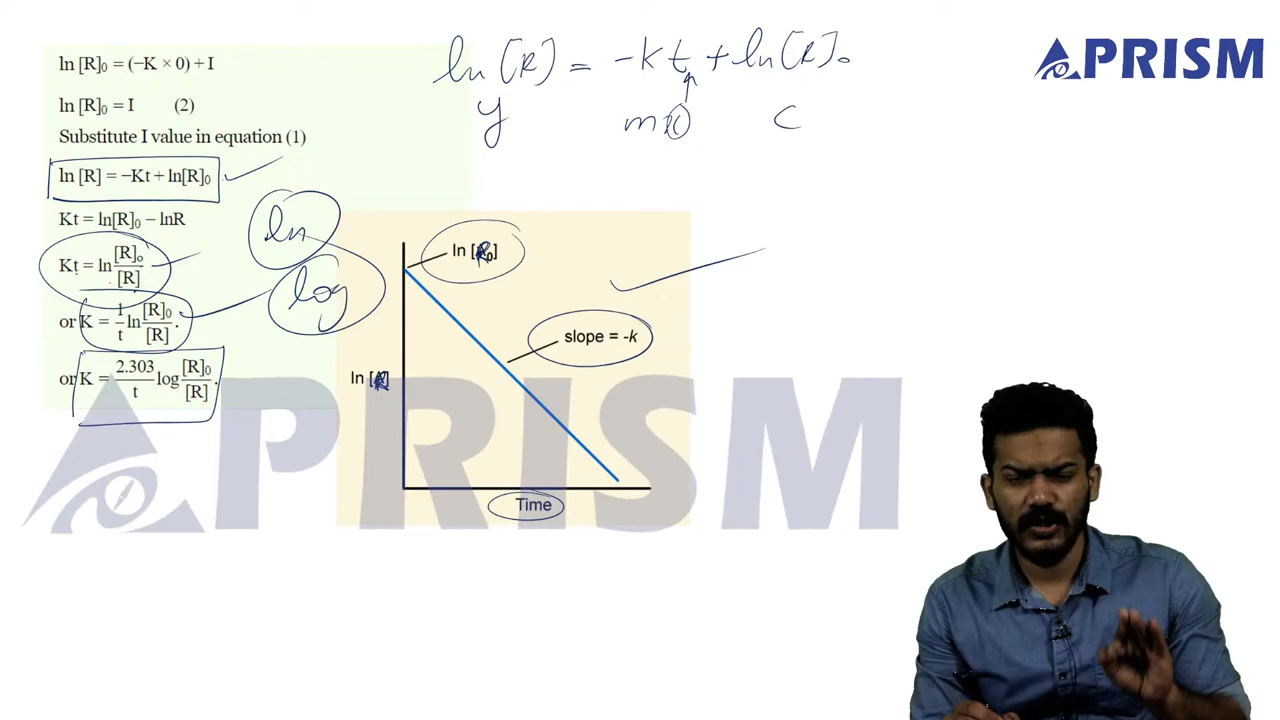 ln [R]₀ = (−K × 0) + I
ln [R]₀ = I (2)
Substitute I value in equation (1)
ln [R] = −Kt + ln[R]₀
Kt = ln[R]₀ − lnR
Kt = ln [R]₀ / [R]
or K = 1/t ln [R]₀ / [R] .
or K = 2.303/t log [R]₀ / [R] .
ln [R] = −Kt + ln[R]₀
y mx c
ln
log
ln [R₀]
slope = -k
ln [R]
Time
PRISM
PRISM